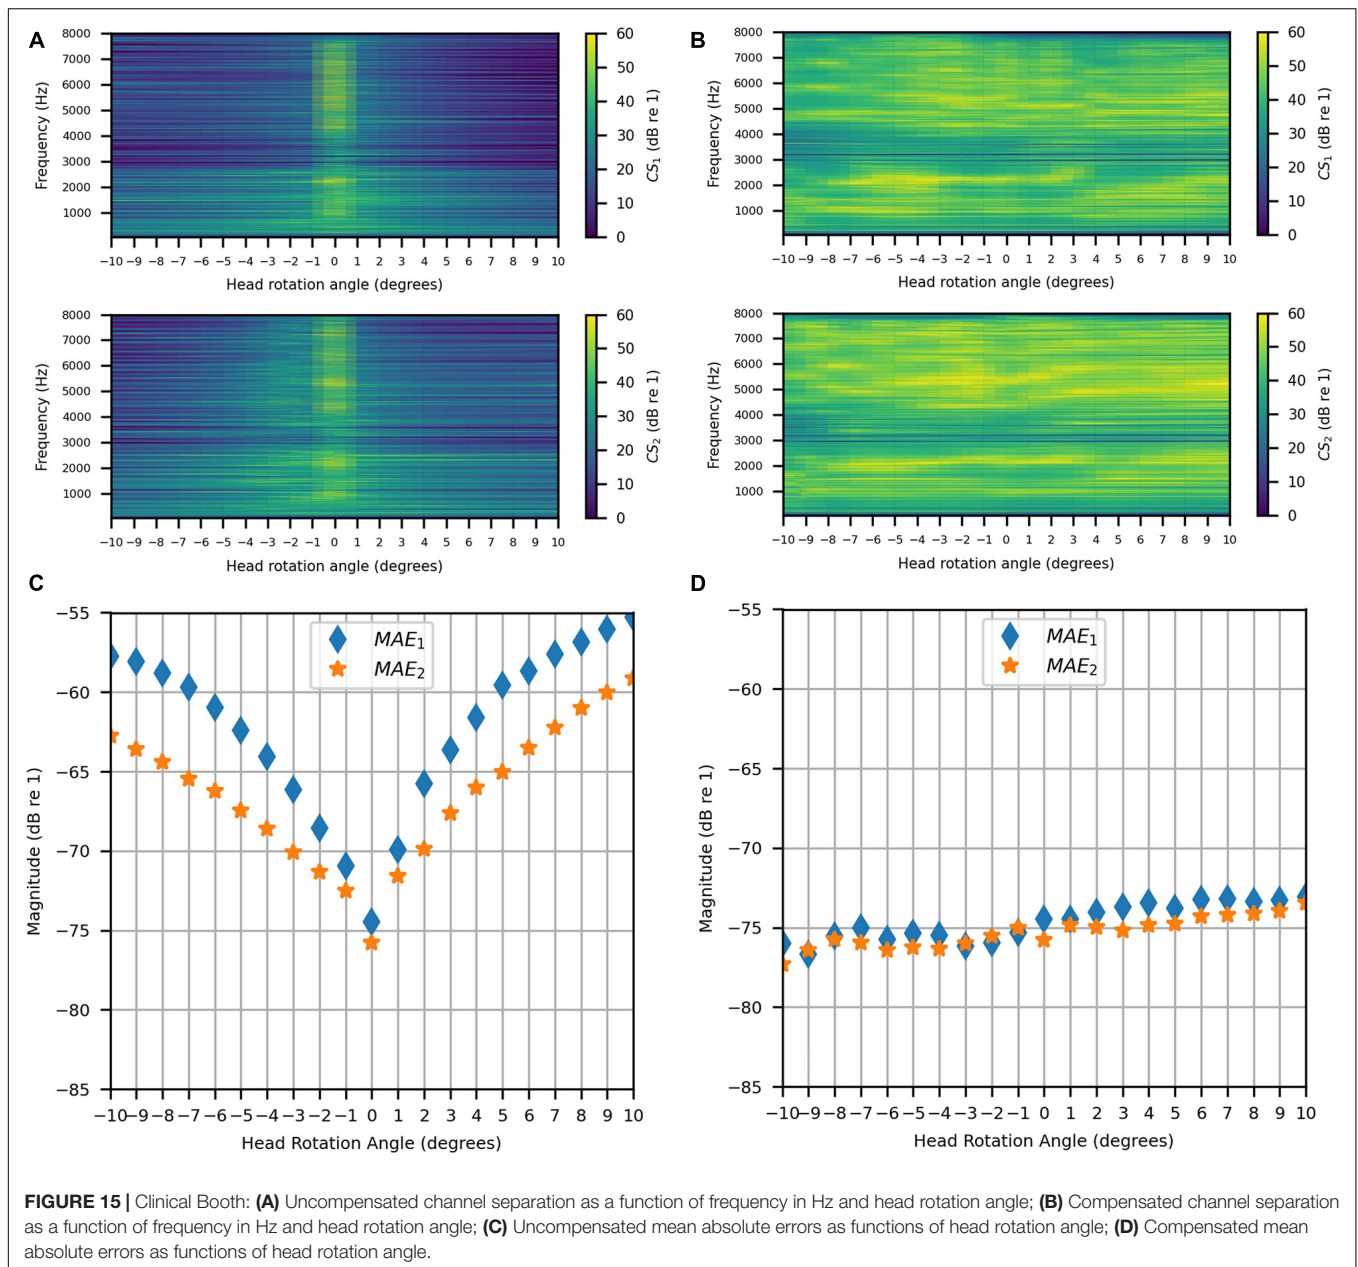 A
8000
7000
6000
5000
4000
3000
2000
1000
Frequency (Hz)
−10 −9 −8 −7 −6 −5 −4 −3 −2 −1 0 1 2 3 4 5 6 7 8 9 10
Head rotation angle (degrees)
60
50
40
30
20
10
0
CS1 (dB re 1)
B
8000
7000
6000
5000
4000
3000
2000
1000
Frequency (Hz)
−10 −9 −8 −7 −6 −5 −4 −3 −2 −1 0 1 2 3 4 5 6 7 8 9 10
Head rotation angle (degrees)
60
50
40
30
20
10
0
CS1 (dB re 1)
8000
7000
6000
5000
4000
3000
2000
1000
Frequency (Hz)
−10 −9 −8 −7 −6 −5 −4 −3 −2 −1 0 1 2 3 4 5 6 7 8 9 10
Head rotation angle (degrees)
60
50
40
30
20
10
0
CS2 (dB re 1)
8000
7000
6000
5000
4000
3000
2000
1000
Frequency (Hz)
−10 −9 −8 −7 −6 −5 −4 −3 −2 −1 0 1 2 3 4 5 6 7 8 9 10
Head rotation angle (degrees)
60
50
40
30
20
10
0
CS2 (dB re 1)
C
−55
−60
−65
−70
−75
−80
−85
Magnitude (dB re 1)
MAE1
MAE2
−10 −9 −8 −7 −6 −5 −4 −3 −2 −1 0 1 2 3 4 5 6 7 8 9 10
Head Rotation Angle (degrees)
D
−55
−60
−65
−70
−75
−80
−85
Magnitude (dB re 1)
MAE1
MAE2
−10 −9 −8 −7 −6 −5 −4 −3 −2 −1 0 1 2 3 4 5 6 7 8 9 10
Head Rotation Angle (degrees)
FIGURE 15 | Clinical Booth: (A) Uncompensated channel separation as a function of frequency in Hz and head rotation angle; (B) Compensated channel separation
as a function of frequency in Hz and head rotation angle; (C) Uncompensated mean absolute errors as functions of head rotation angle; (D) Compensated mean
absolute errors as functions of head rotation angle.